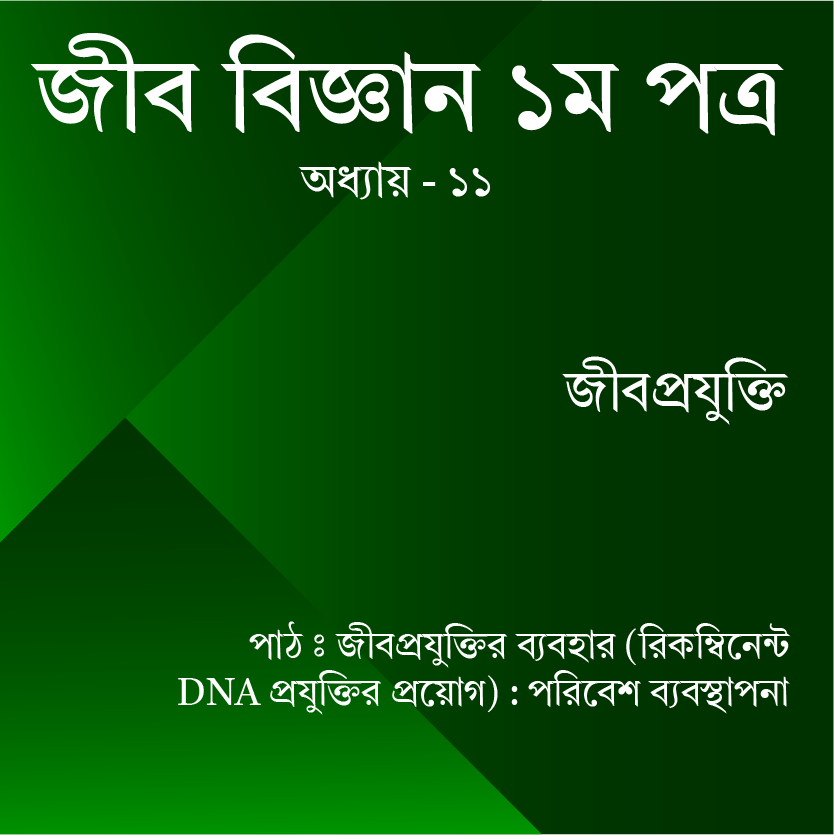 জীব বিজ্ঞান ১ম পত্র
অধ্যায় - ১১
জীবপ্রযুক্তি
পাঠ ঃ জীবপ্রযুক্তির ব্যবহার (রিকম্বিনেন্ট
DNA প্রযুক্তির প্রয়োগ) : পরিবেশ ব্যবস্থাপনা